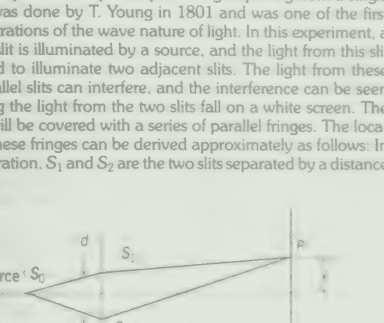 was done by T. Young in 1801 and was one of the firs
rations of the wave nature of light. In this experiment, a
lit is illuminated by a source, and the light from this sli
d to illuminate two adjacent slits. The light from these
llel slits can interfere, and the interference can be seen
g the light from the two slits fall on a white screen. The
ill be covered with a series of parallel fringes. The loca
hese fringes can be derived approximately as follows: In
ration, S₁ and S₂ are the two slits separated by a distance
d
S₁
P
rce S₀